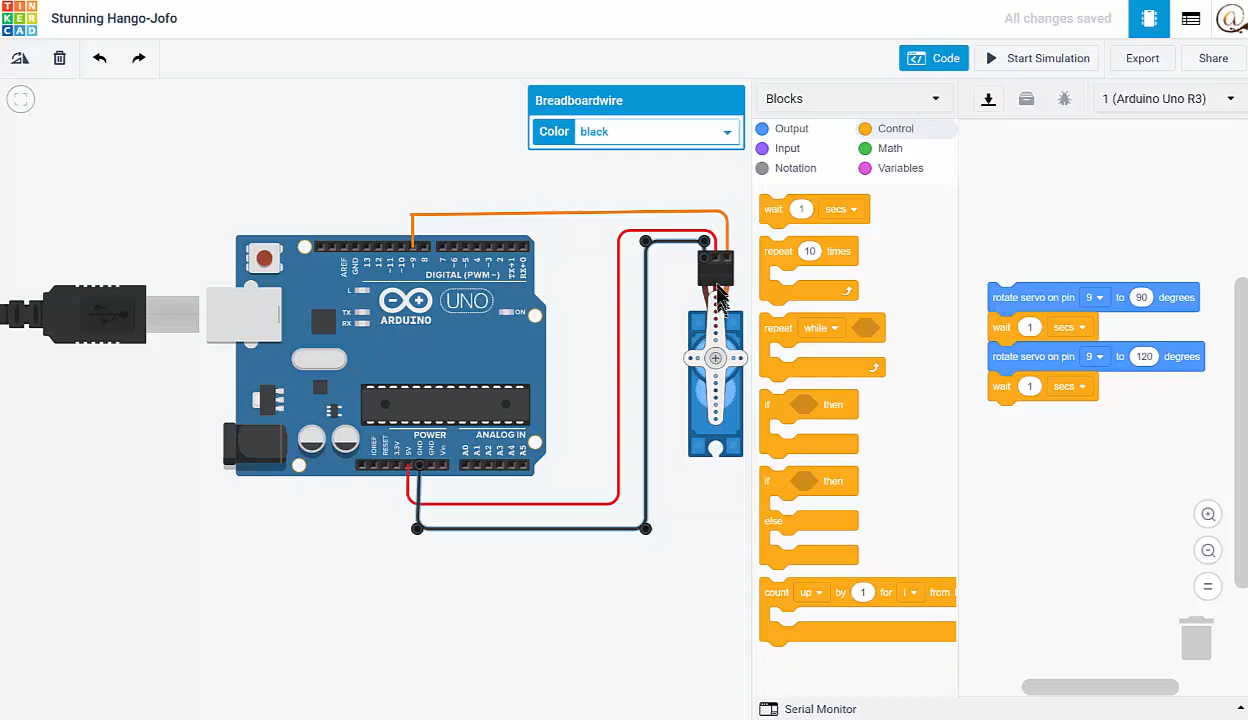 TIN
KER
CAD
Stunning Hango-Jofo
All changes saved
Code
Start Simulation
Export
Share
Breadboardwire
Color
black
Blocks
1 (Arduino Uno R3)
Output
Control
Input
Math
Notation
Variables
wait 1 secs
repeat 10 times
repeat while
if then
if then
else
count up by 1 for i from
rotate servo on pin 9 to 90 degrees
wait 1 secs
rotate servo on pin 9 to 120 degrees
wait 1 secs
AREF
GND
13
12
~11
~10
~9
8
7
~6
~5
4
~3
2
TX→1
RX←0
DIGITAL (PWM~)
L
TX
RX
ARDUINO
UNO
ON
POWER
ANALOG IN
IOREF
RESET
3.3V
5V
GND
GND
Vin
A0
A1
A2
A3
A4
A5
Serial Monitor